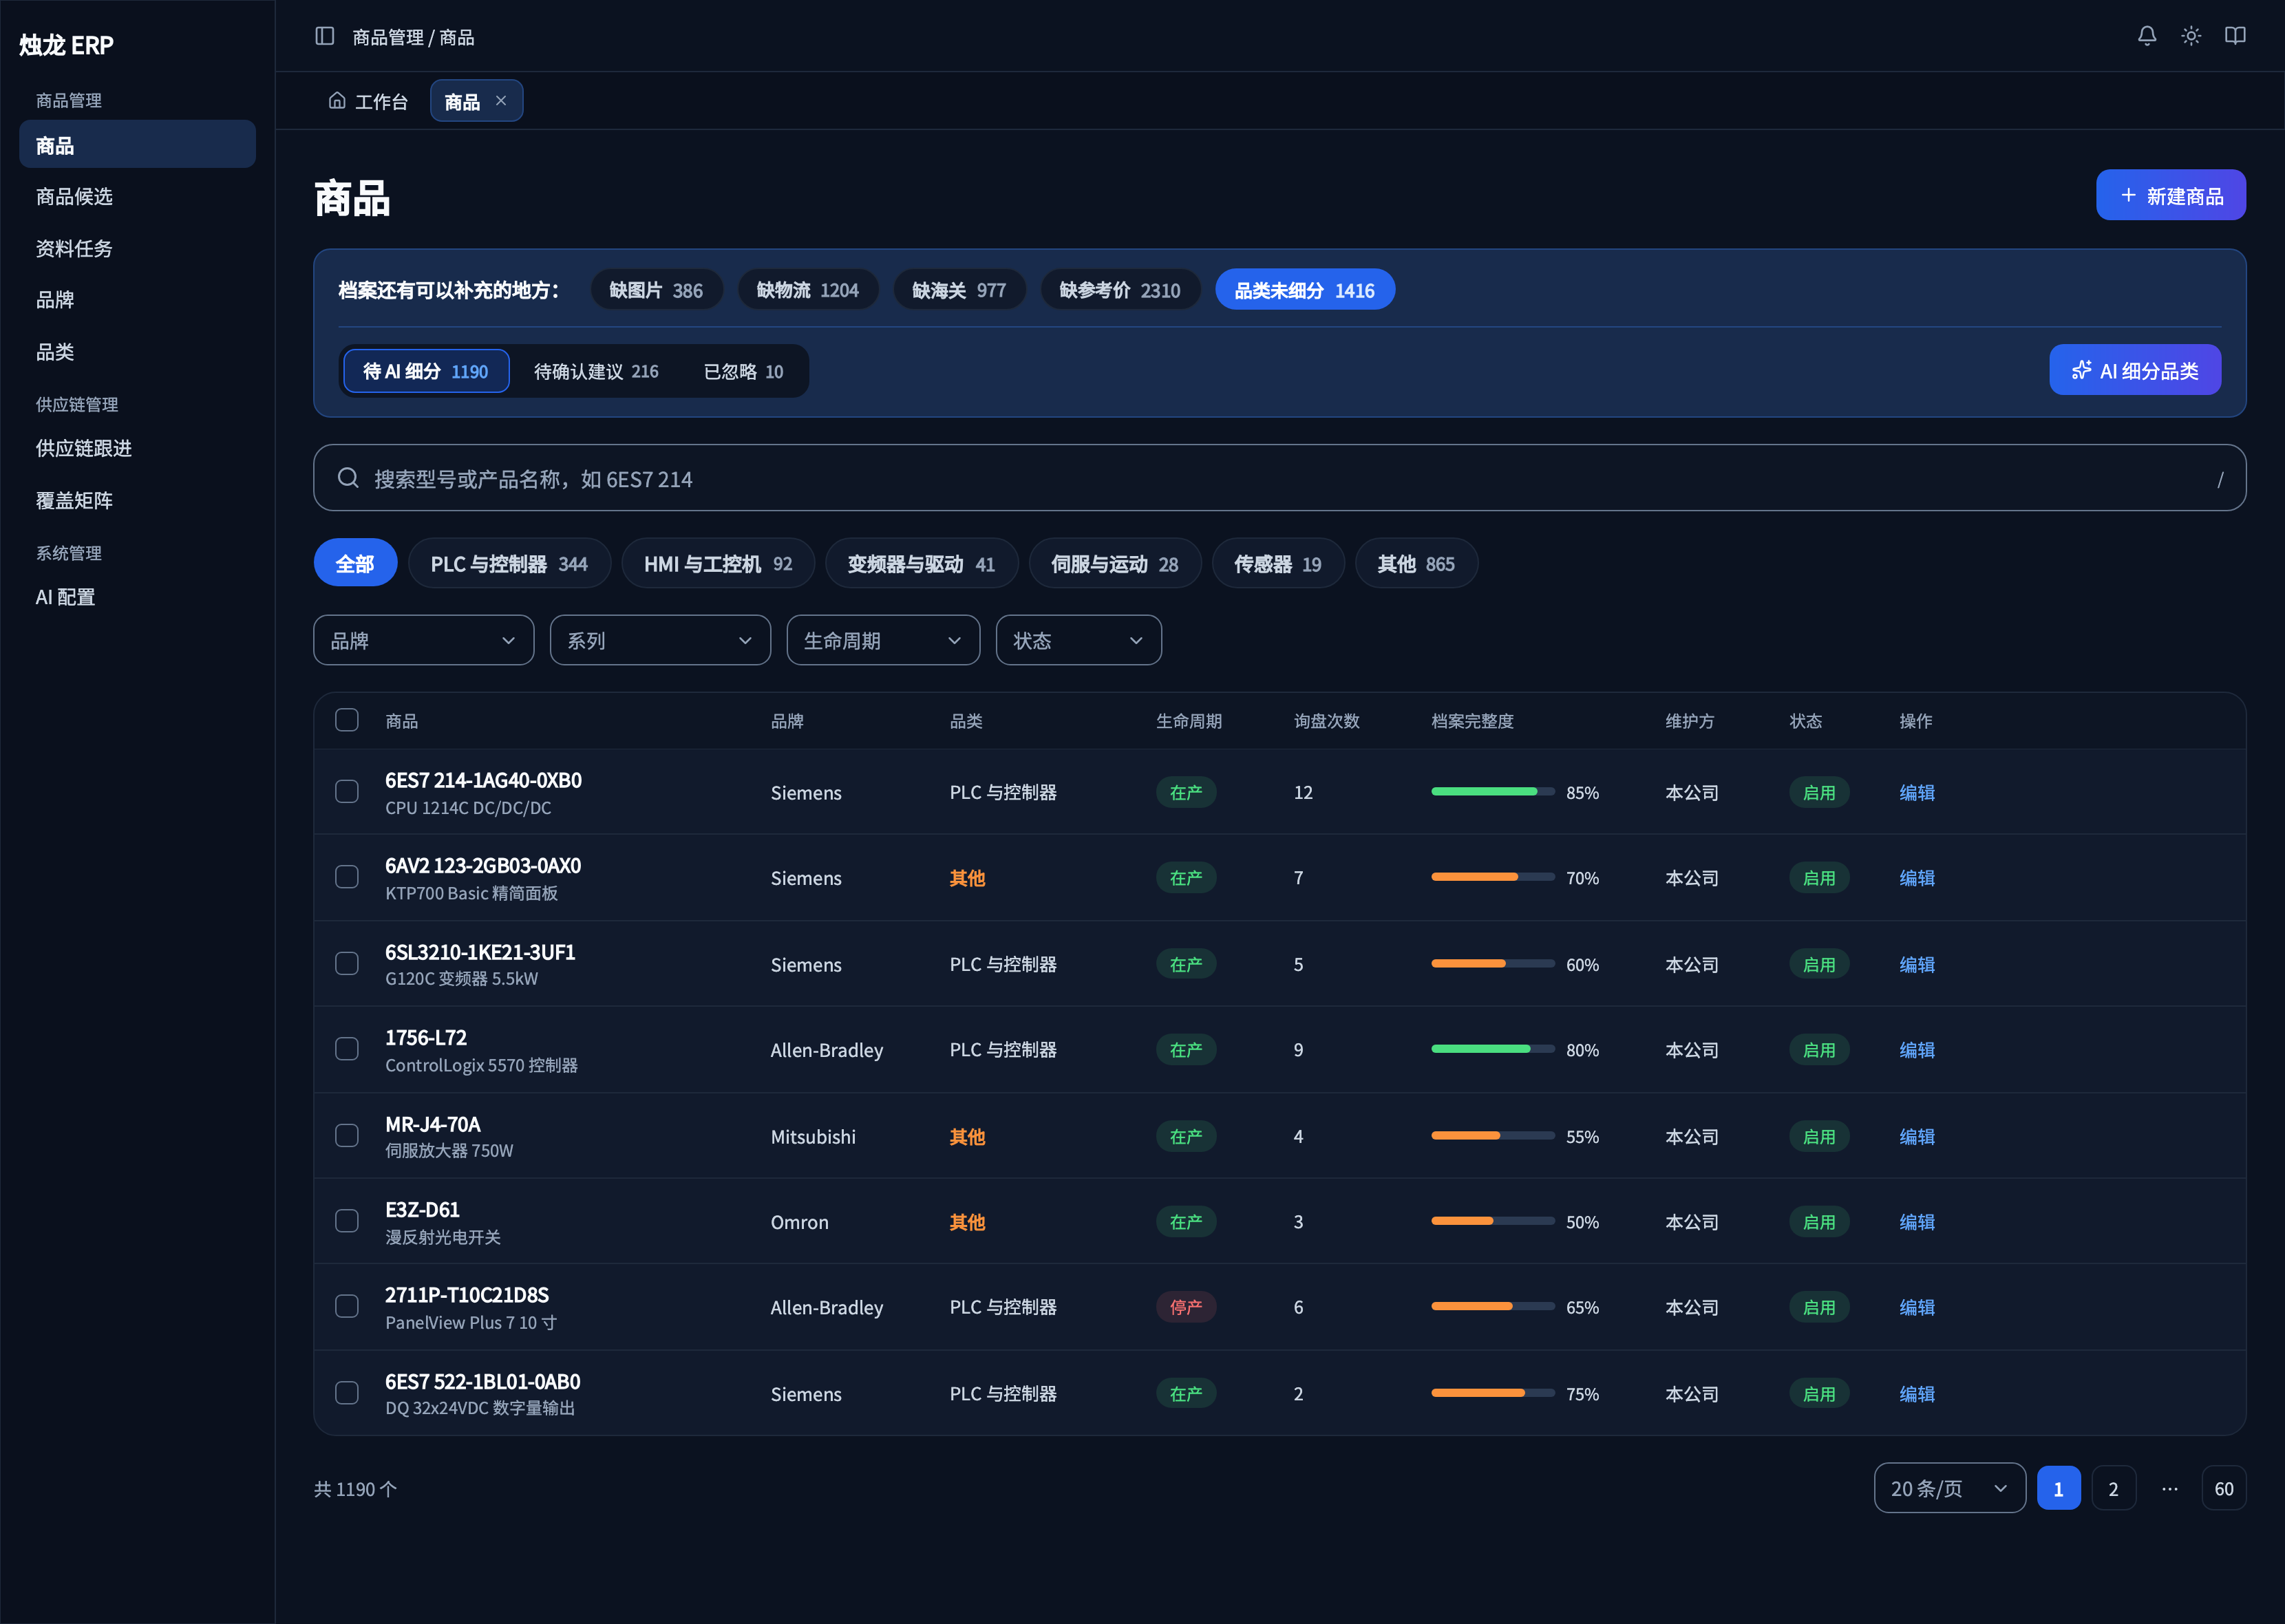 烛龙 ERP
商品管理
商品
商品候选
资料任务
品牌
品类
供应链管理
供应链跟进
覆盖矩阵
系统管理
AI 配置
商品管理 / 商品
工作台 商品
商品
新建商品
档案还有可以补充的地方： 缺图片 386 缺物流 1204 缺海关 977 缺参考价 2310 品类未细分 1416
待 AI 细分 1190 待确认建议 216 已忽略 10 AI 细分品类
搜索型号或产品名称，如 6ES7 214 /
全部 PLC 与控制器 344 HMI 与工控机 92 变频器与驱动 41 伺服与运动 28 传感器 19 其他 865
品牌 系列 生命周期 状态
商品 品牌 品类 生命周期 询盘次数 档案完整度 维护方 状态 操作
6ES7 214-1AG40-0XB0
CPU 1214C DC/DC/DC
Siemens PLC 与控制器 在产 12 85% 本公司 启用 编辑
6AV2 123-2GB03-0AX0
KTP700 Basic 精简面板
Siemens 其他 在产 7 70% 本公司 启用 编辑
6SL3210-1KE21-3UF1
G120C 变频器 5.5kW
Siemens PLC 与控制器 在产 5 60% 本公司 启用 编辑
1756-L72
ControlLogix 5570 控制器
Allen-Bradley PLC 与控制器 在产 9 80% 本公司 启用 编辑
MR-J4-70A
伺服放大器 750W
Mitsubishi 其他 在产 4 55% 本公司 启用 编辑
E3Z-D61
漫反射光电开关
Omron 其他 在产 3 50% 本公司 启用 编辑
2711P-T10C21D8S
PanelView Plus 7 10 寸
Allen-Bradley PLC 与控制器 停产 6 65% 本公司 启用 编辑
6ES7 522-1BL01-0AB0
DQ 32x24VDC 数字量输出
Siemens PLC 与控制器 在产 2 75% 本公司 启用 编辑
共 1190 个 20 条/页 1 2 ··· 60